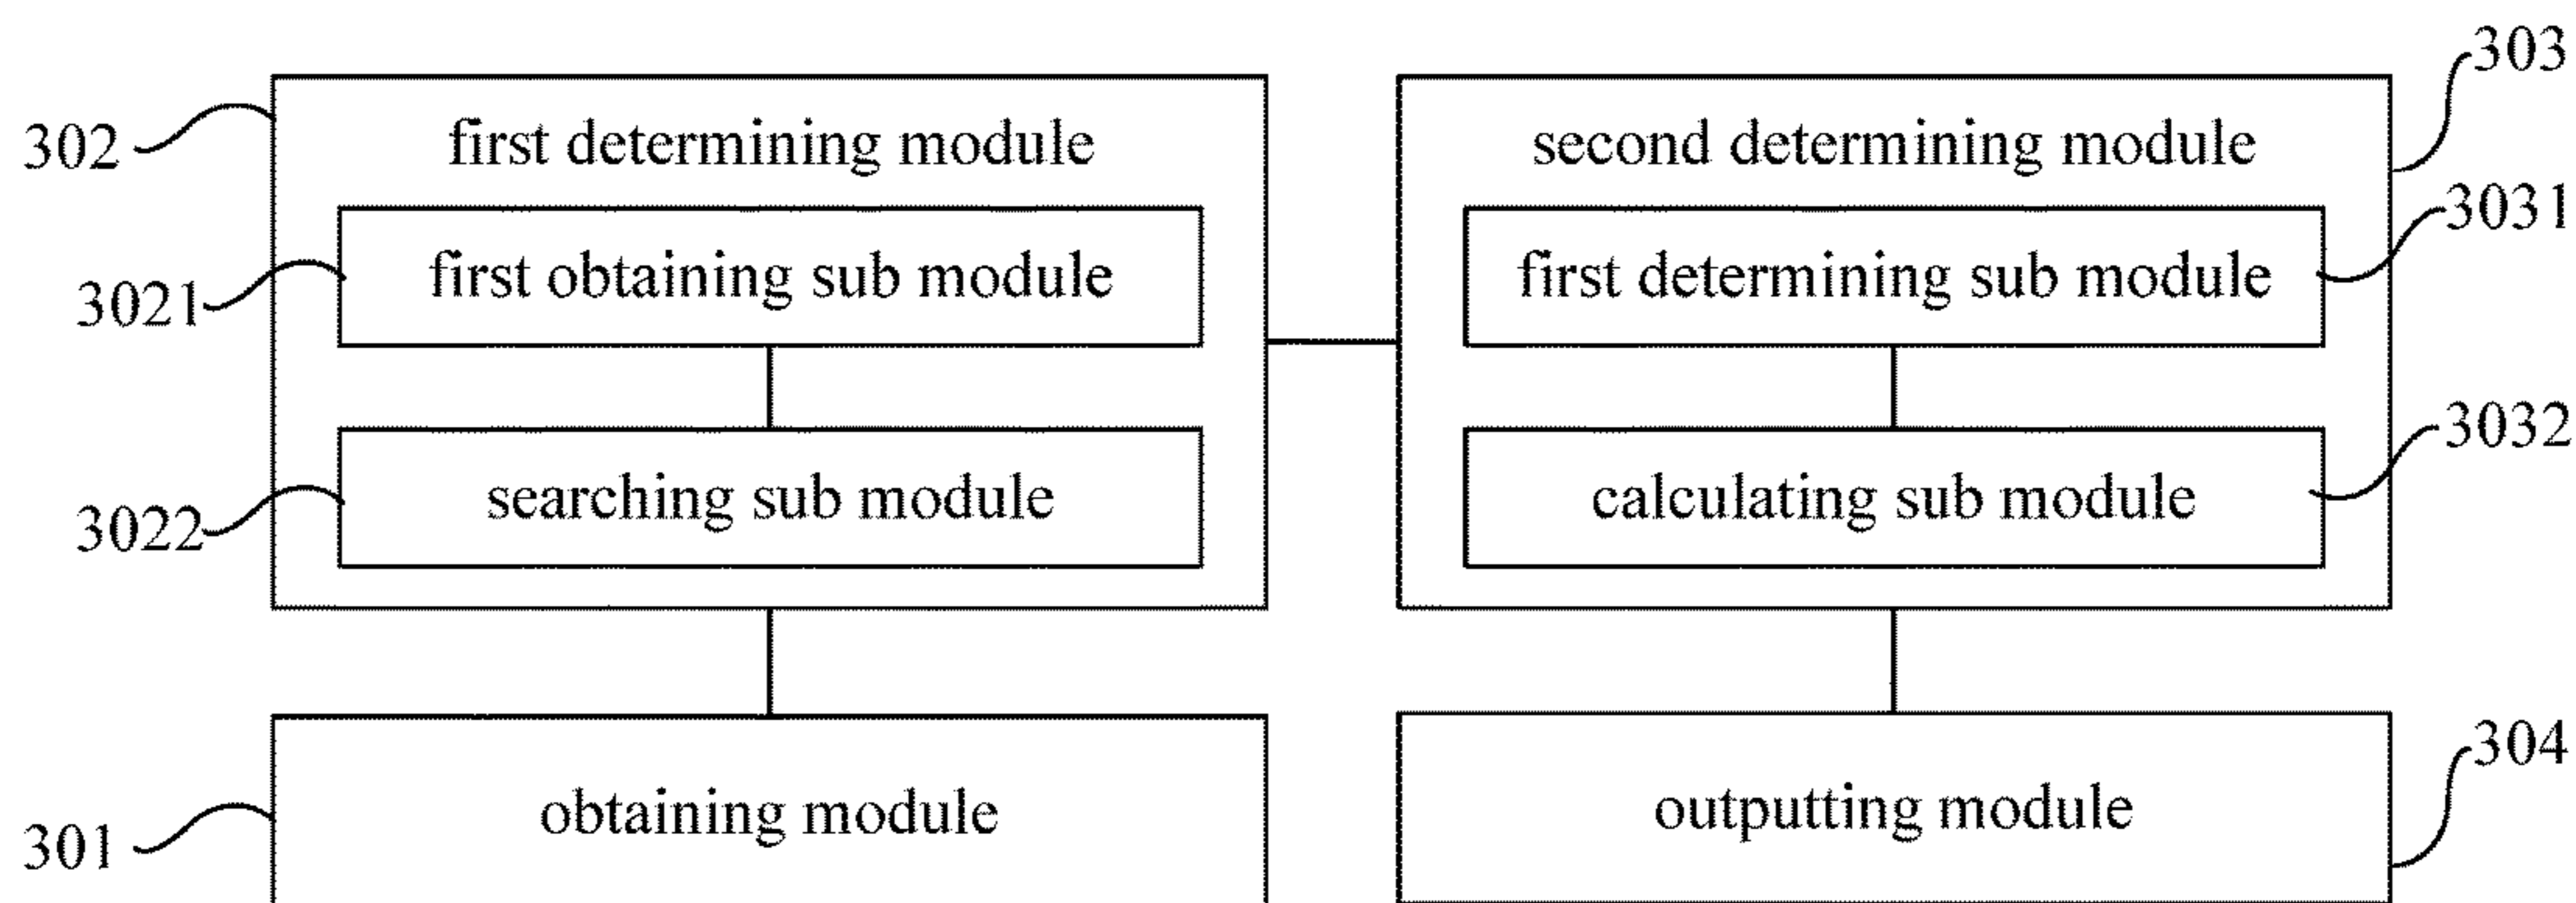 303
302
first determining module
second determining module
3031
3021
first obtaining sub module
first determining sub module
3032
3022
searching sub module
calculating sub module
304
301
obtaining module
outputting module